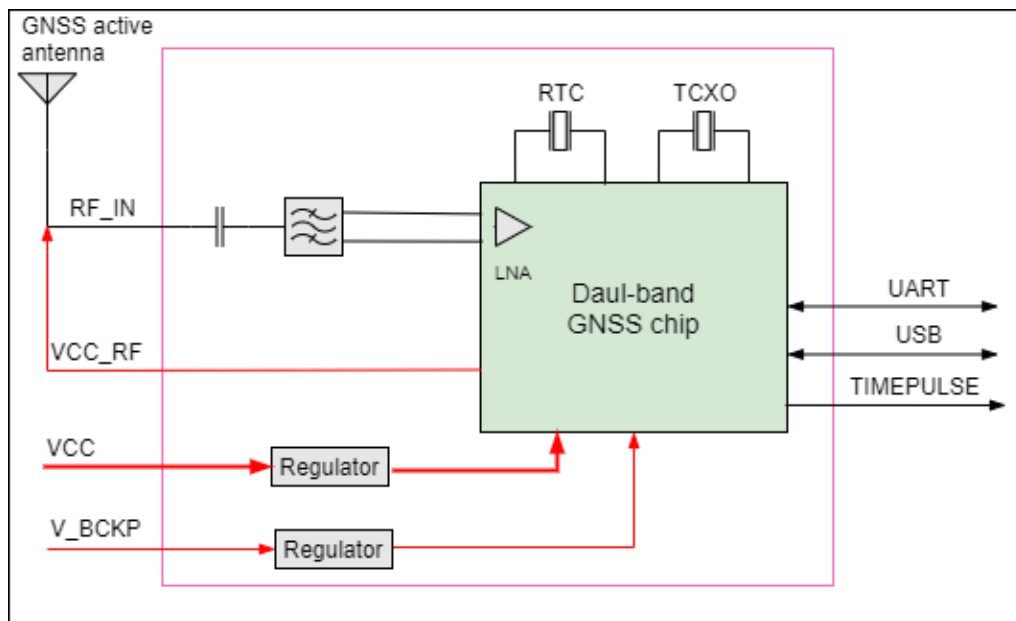 GNSS active
antenna
RTC
TCXO
RF_IN
LNA
Daul-band
GNSS chip
UART
USB
VCC_RF
TIMEPULSE
VCC
Regulator
V_BCKP
Regulator